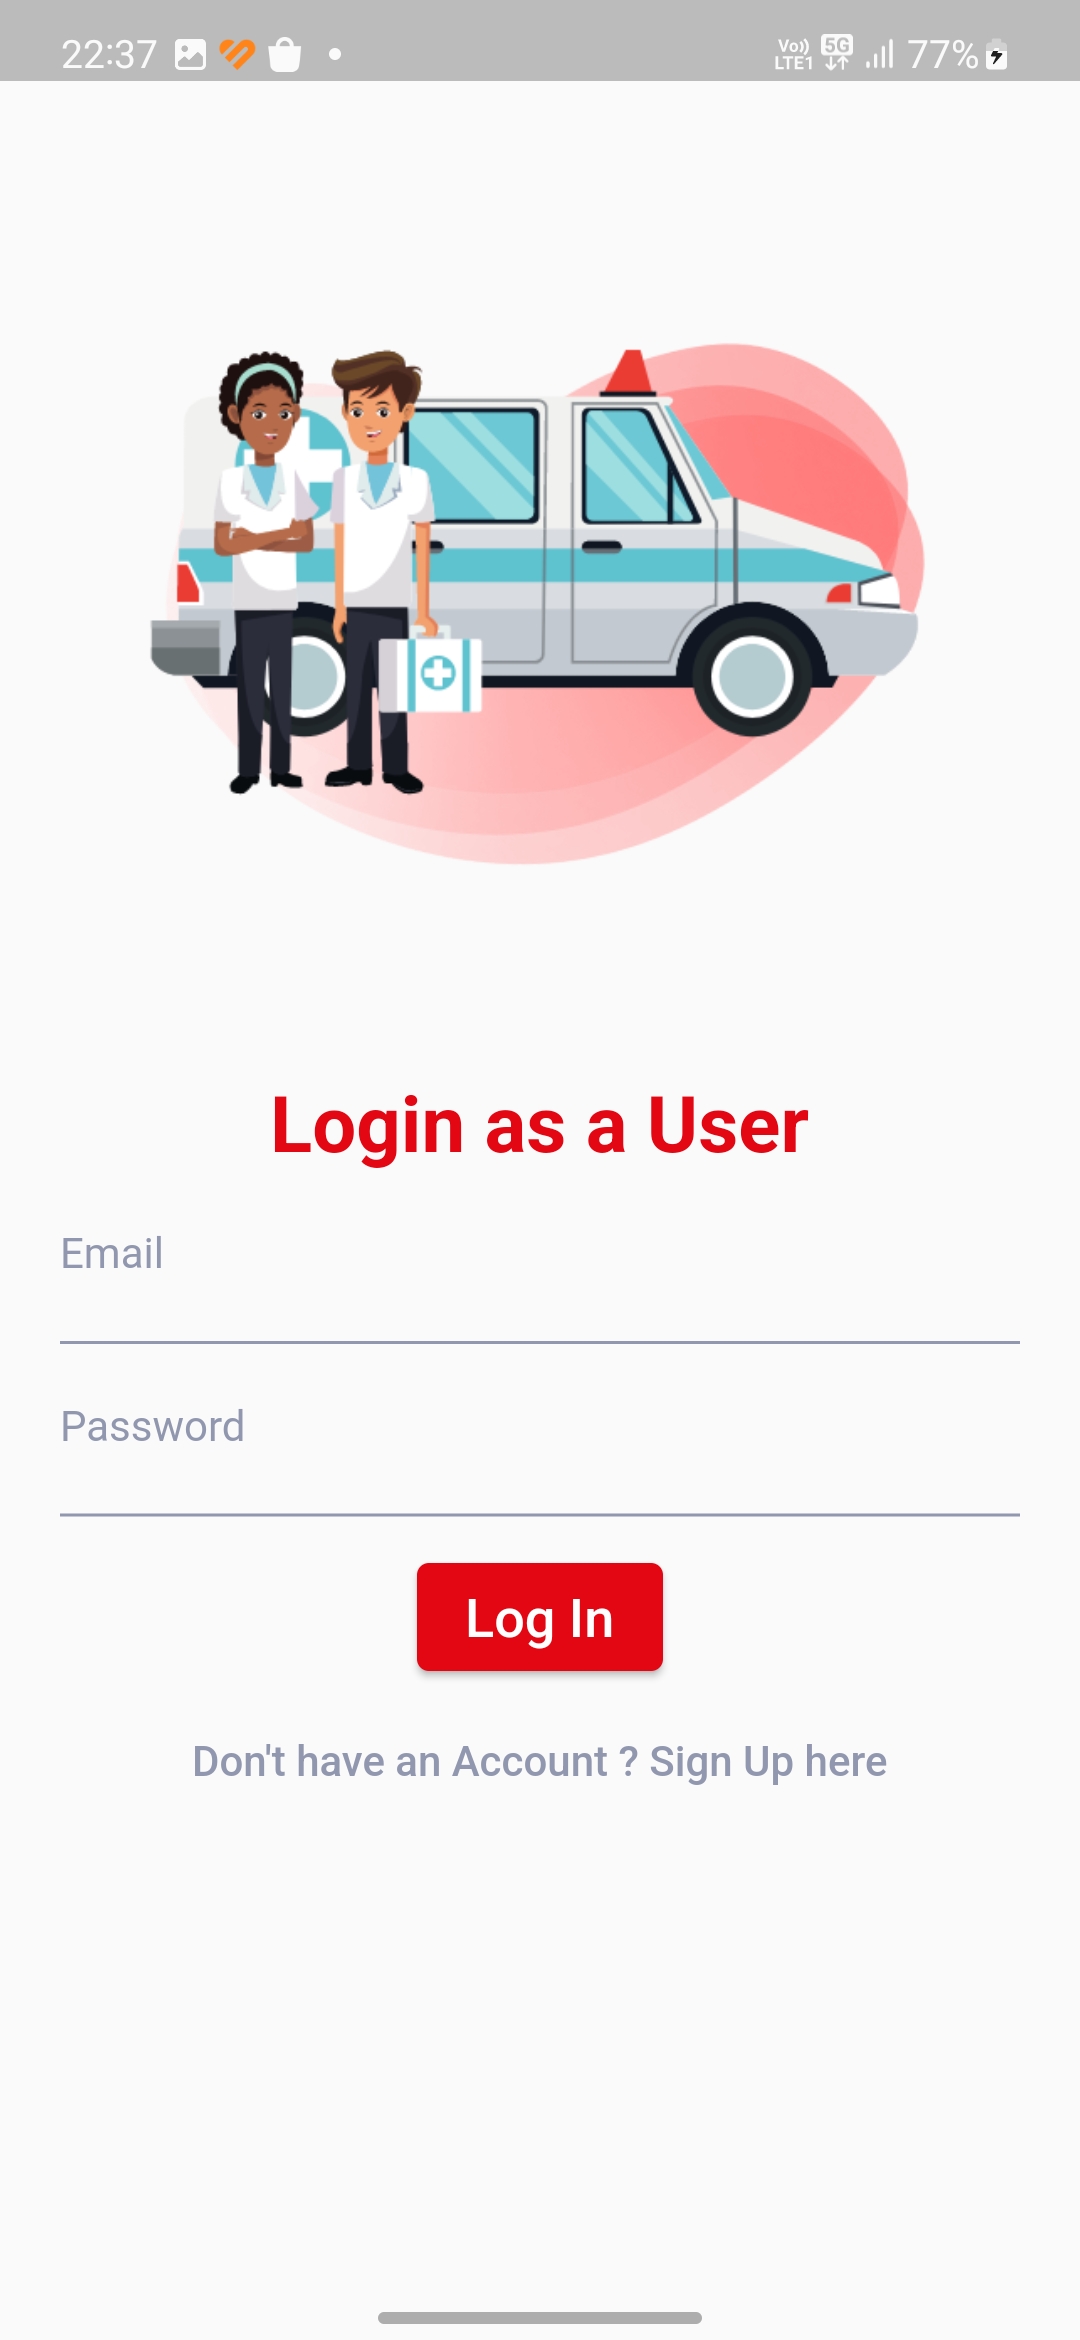 22:37 Vo)) LTE1 5G 77%
Login as a User
Email
Password
Log In
Don't have an Account ? Sign Up here